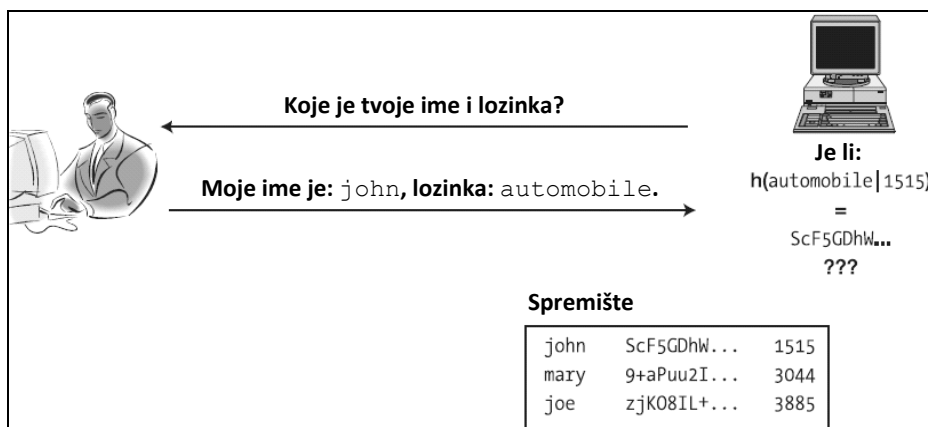 Koje je tvoje ime i lozinka?
Moje ime je: john, lozinka: automobile.
Je li:
h(automobile|1515)
=
ScF5GDhW...
???
Spremište
john ScF5GDhW... 1515
mary 9+aPuu2I... 3044
joe zjKO8IL+... 3885